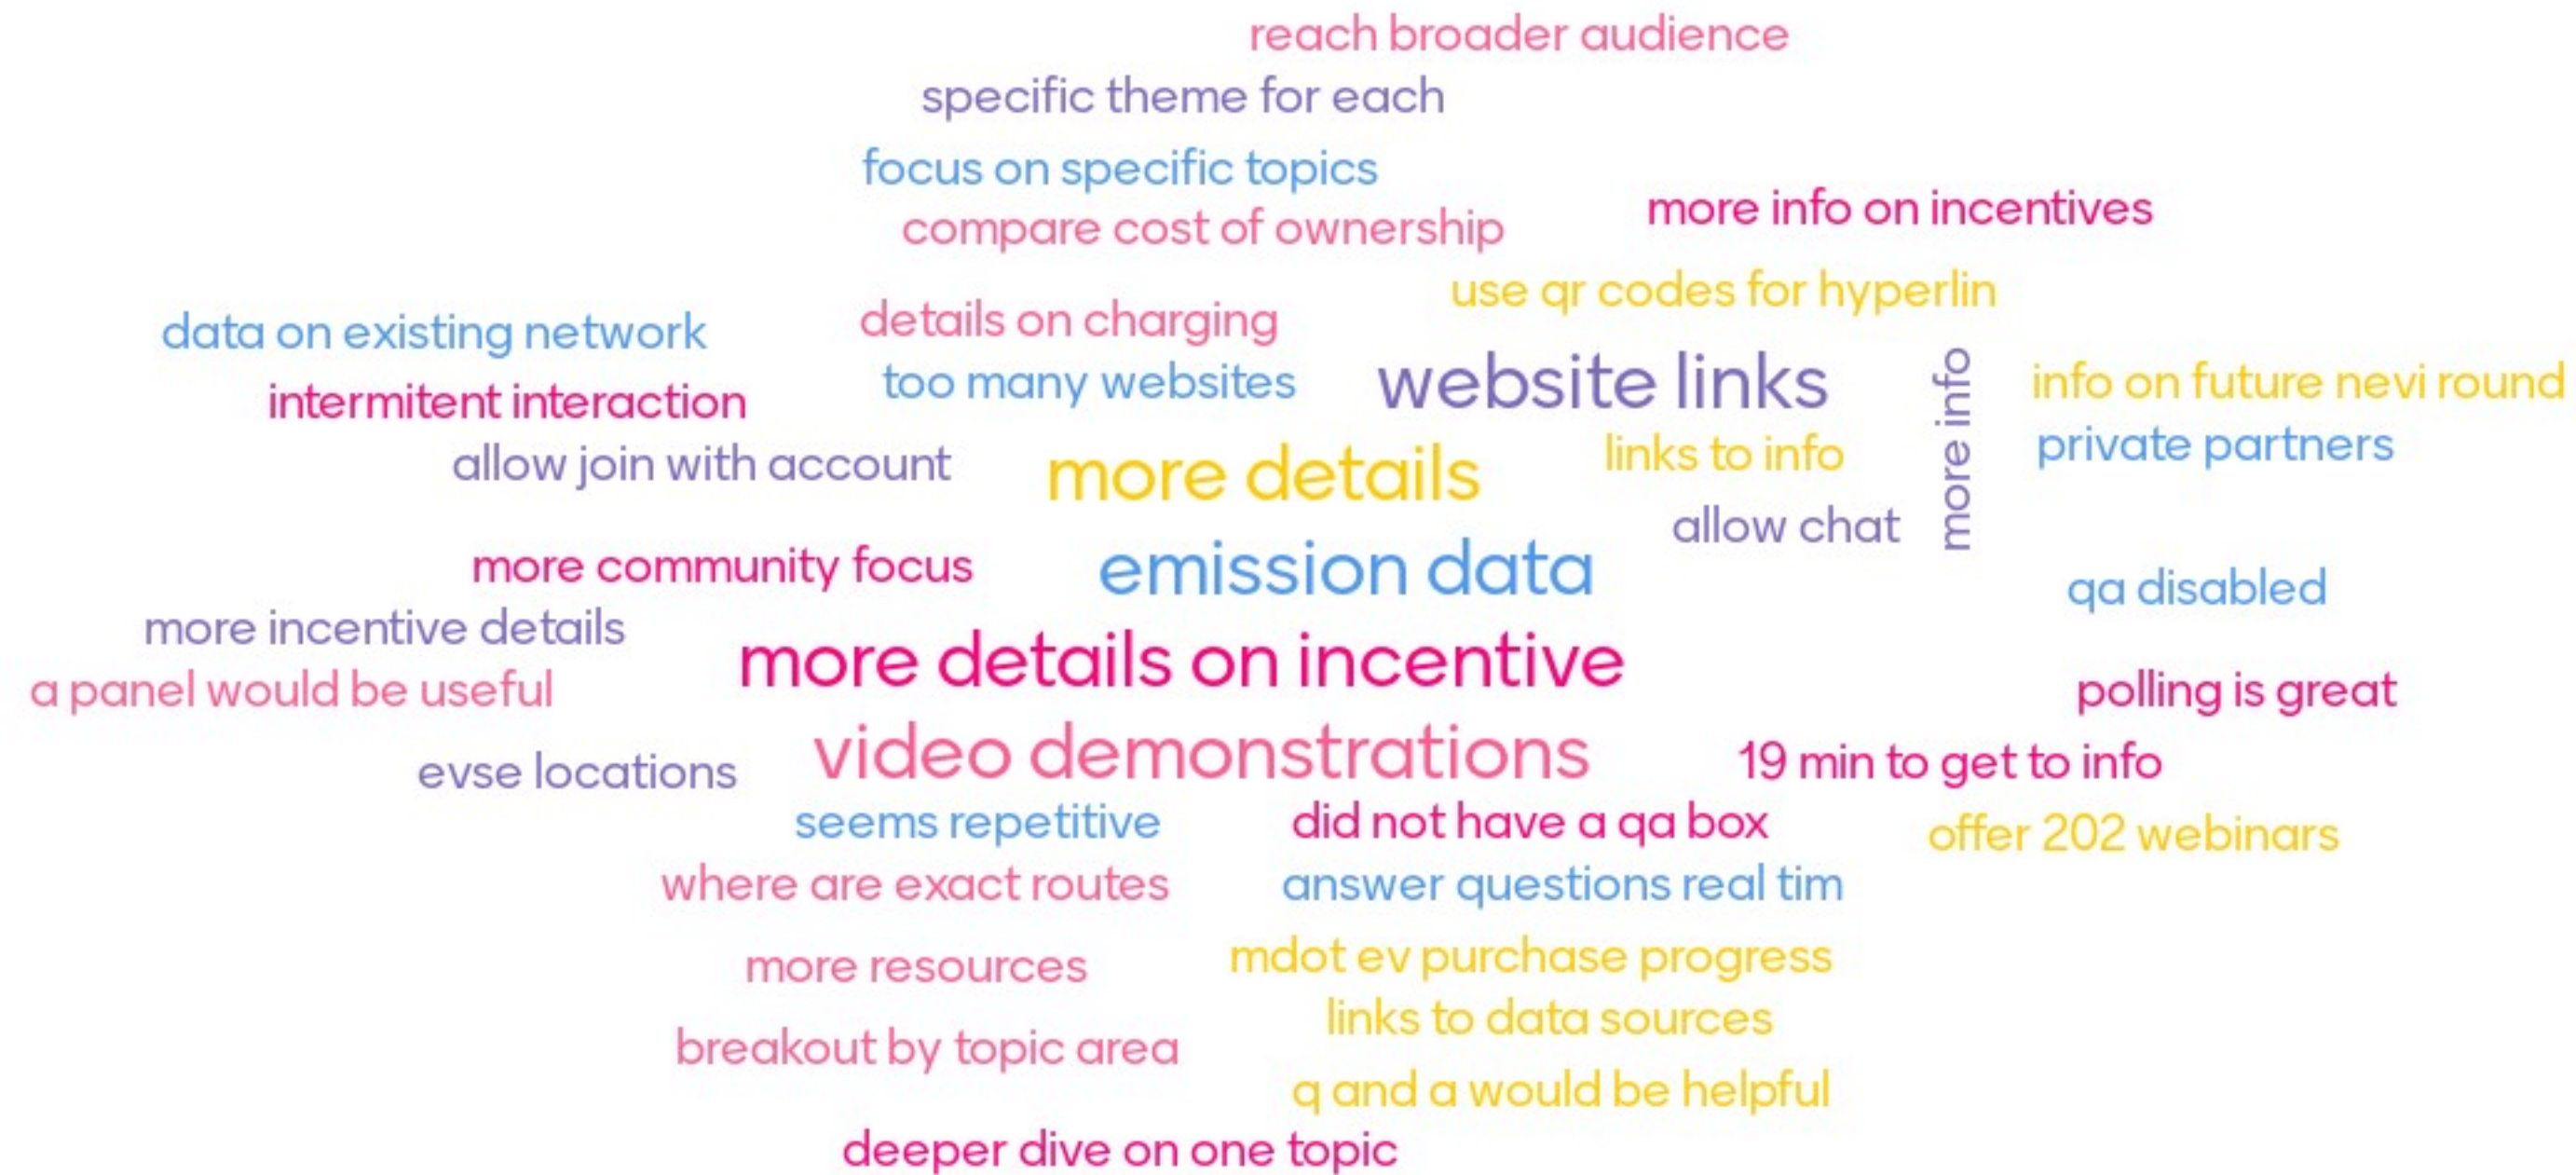 reach broader audience
specific theme for each
focus on specific topics
more info on incentives
compare cost of ownership
use qr codes for hyperlin
data on existing network
details on charging
too many websites
website links
more info
info on future nevi round
intermitent interaction
allow join with account
more details
links to info
private partners
allow chat
more community focus
emission data
qa disabled
more incentive details
more details on incentive
a panel would be useful
polling is great
evse locations
video demonstrations
19 min to get to info
seems repetitive
did not have a qa box
offer 202 webinars
where are exact routes
answer questions real tim
more resources
mdot ev purchase progress
links to data sources
breakout by topic area
q and a would be helpful
deeper dive on one topic